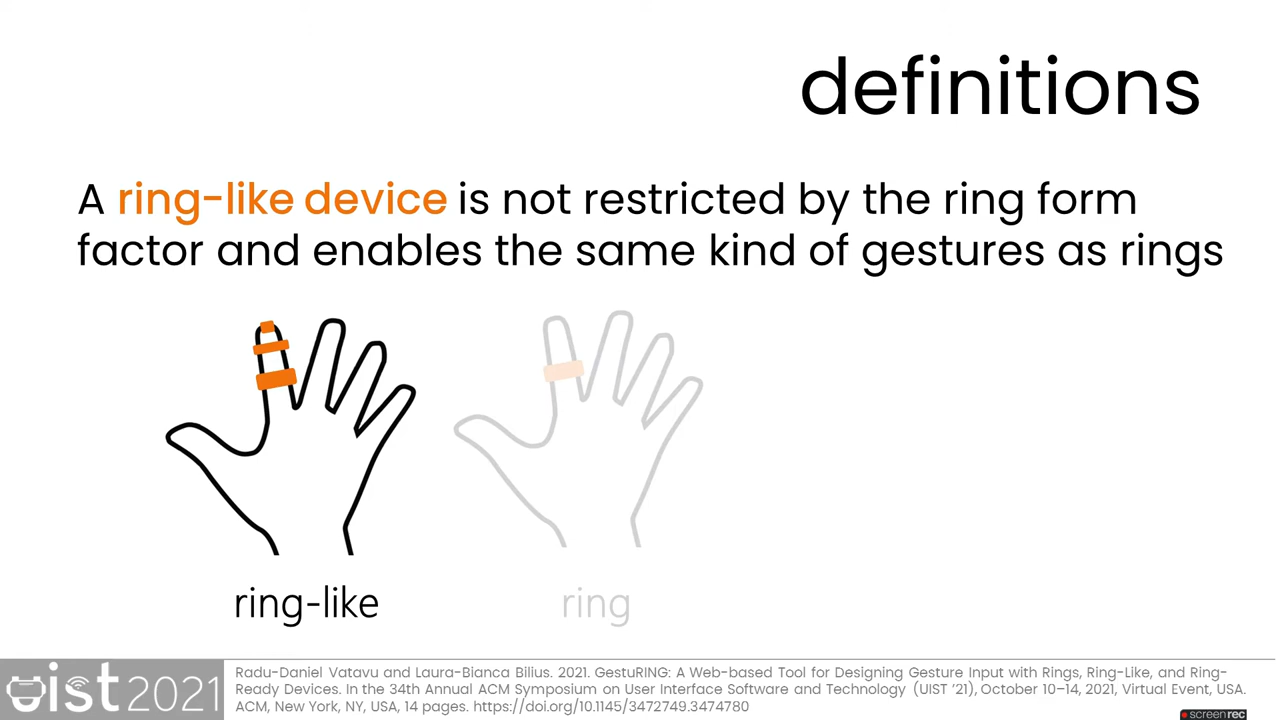 definitions
A ring-like device is not restricted by the ring form
factor and enables the same kind of gestures as rings
ring-like
ring
uist 2021
Radu-Daniel Vatavu and Laura-Bianca Bilius. 2021. GestuRING: A Web-based Tool for Designing Gesture Input with Rings, Ring-Like, and Ring-
Ready Devices. In the 34th Annual ACM Symposium on User Interface Software and Technology (UIST '21), October 10–14, 2021, Virtual Event, USA.
ACM, New York, NY, USA, 14 pages. https://doi.org/10.1145/3472749.3474780
screenrec